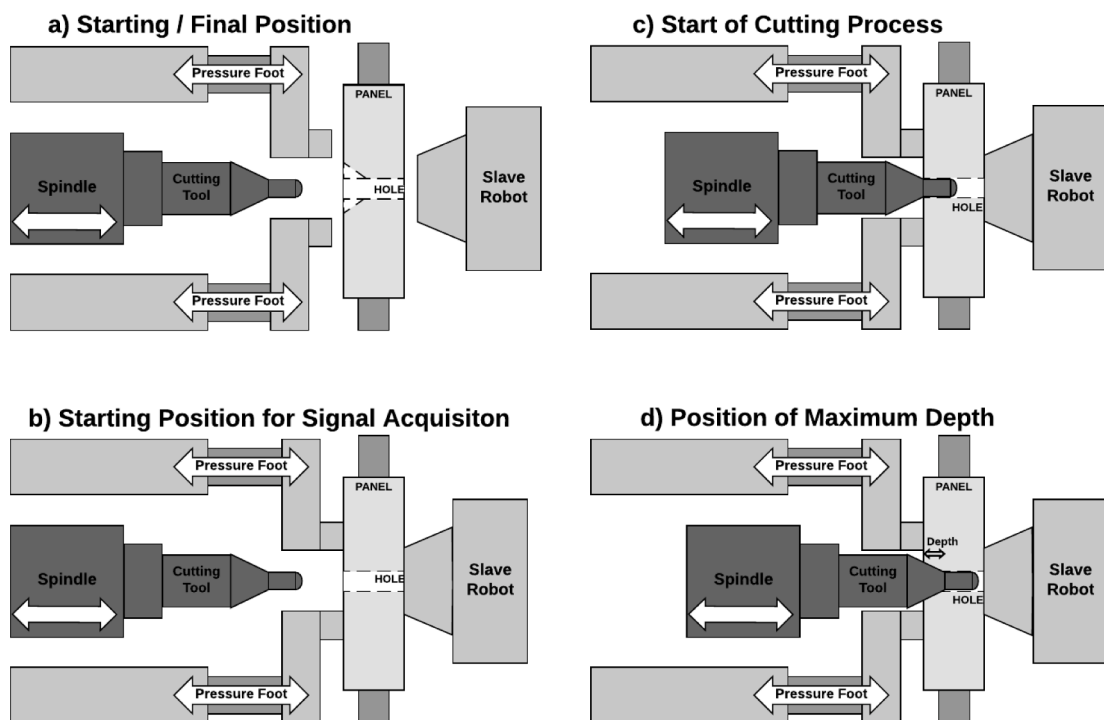 a) Starting / Final Position
Pressure Foot
PANEL
Spindle
Cutting
Tool
HOLE
Slave
Robot
Pressure Foot
c) Start of Cutting Process
Pressure Foot
PANEL
Spindle
Cutting
Tool
HOLE
Slave
Robot
Pressure Foot
b) Starting Position for Signal Acquisiton
Pressure Foot
PANEL
Spindle
Cutting
Tool
HOLE
Slave
Robot
Pressure Foot
d) Position of Maximum Depth
Pressure Foot
PANEL
Depth
Spindle
Cutting
Tool
HOLE
Slave
Robot
Pressure Foot